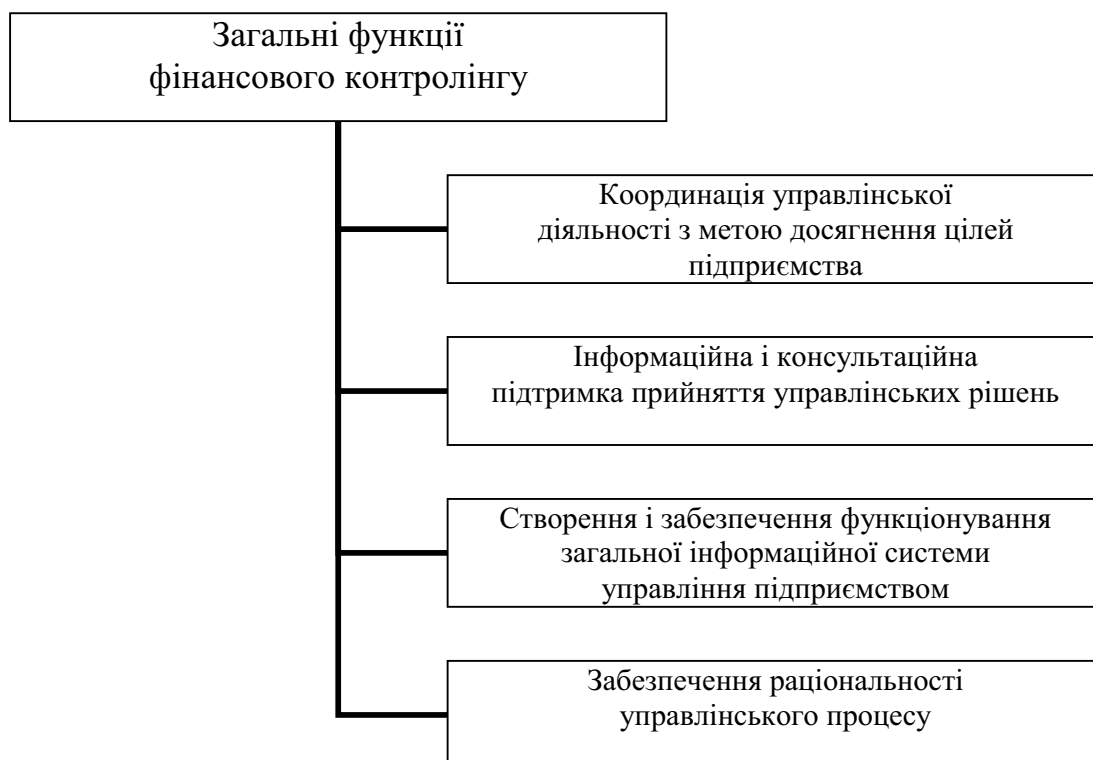 Загальні функції
фінансового контролінгу
Координація управлінської
діяльності з метою досягнення цілей
підприємства
Інформаційна і консультаційна
підтримка прийняття управлінських рішень
Створення і забезпечення функціонування
загальної інформаційної системи
управління підприємством
Забезпечення раціональності
управлінського процесу